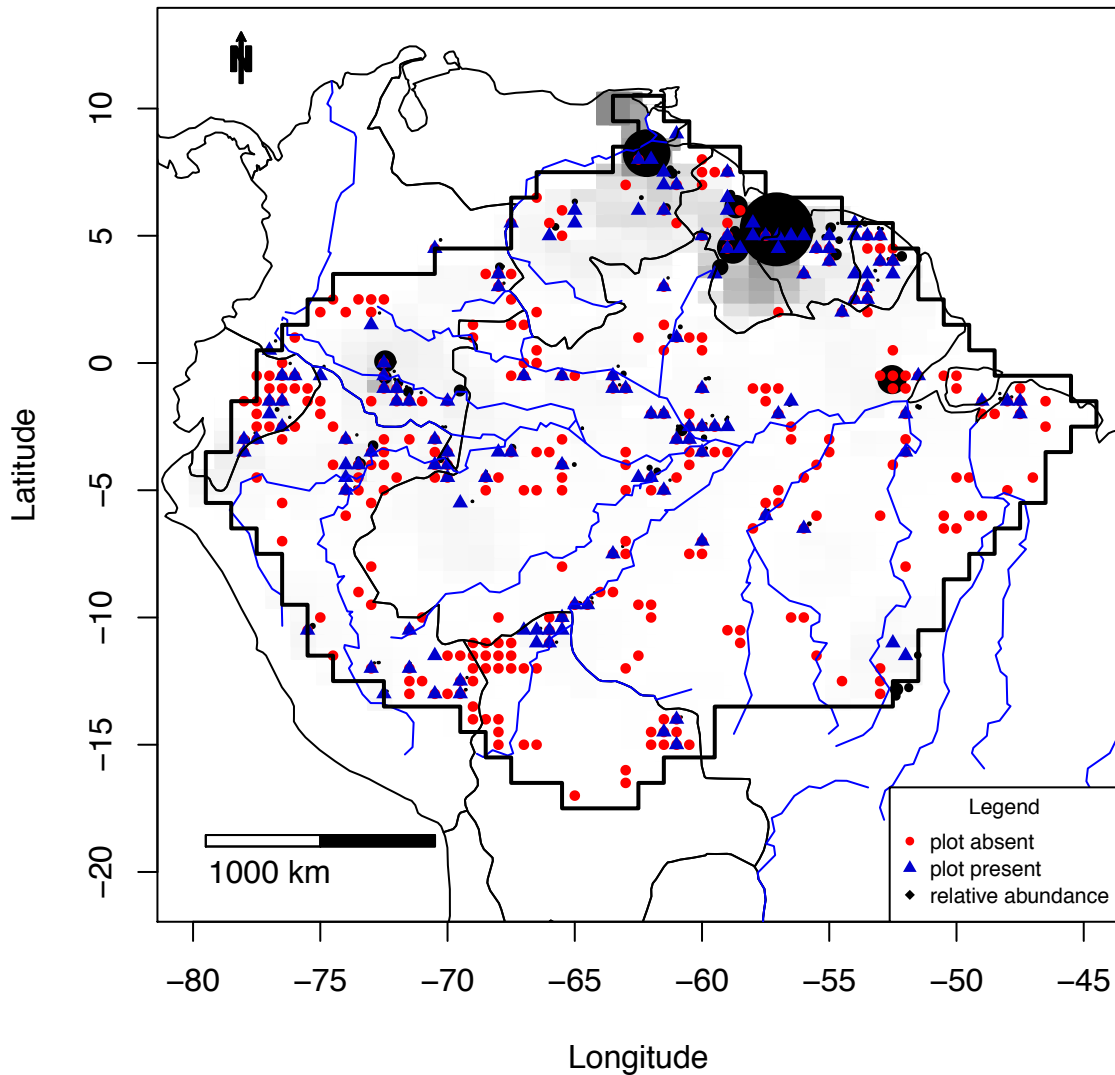 N
Latitude
10
5
0
−5
−10
−15
−20
1000 km
Legend
plot absent
plot present
relative abundance
−80 −75 −70 −65 −60 −55 −50 −45
Longitude